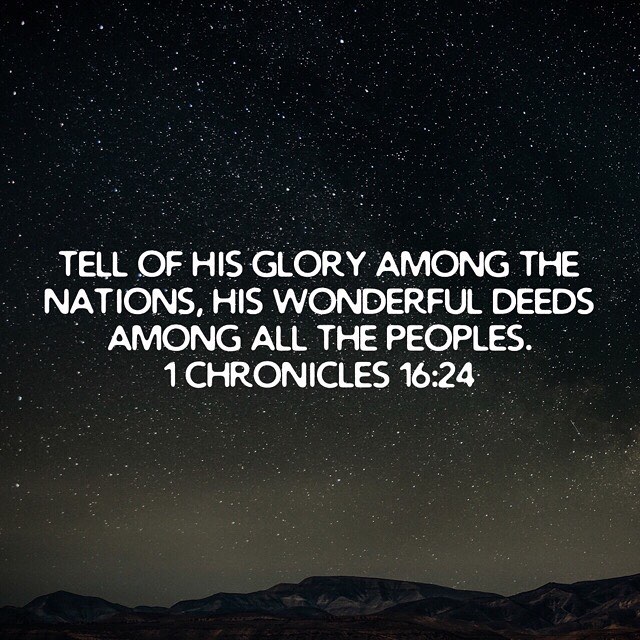 TELL OF HIS GLORY AMONG THE
NATIONS, HIS WONDERFUL DEEDS
AMONG ALL THE PEOPLES.
1 CHRONICLES 16:24